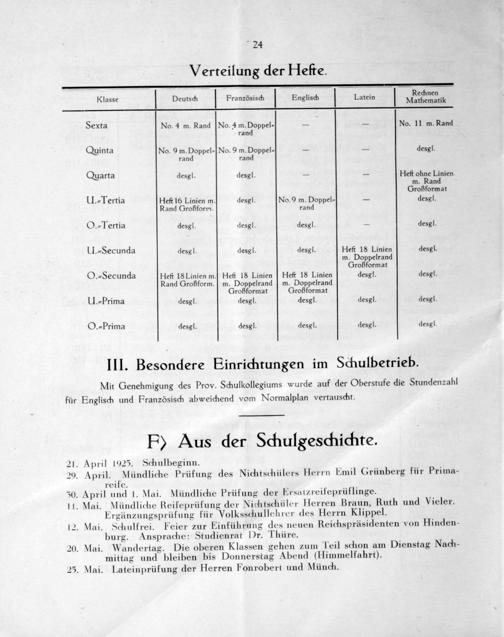 24
Verteilung der Hefte.
Klasse Deutsch Französisch Englisch Latein Rechnen
Mathematik
Sexta No. 4 m. Rand No. 4 m. Doppel- — — No. 11 m. Rand
rand
Quinta No. 9 m. Doppel- No. 9 m. Doppel- — — desgl.
rand rand
Quarta desgl. desgl. — — Heft ohne Linien
m. Rand
Großformat
U.-Tertia Heft 16 Linien m. desgl. No. 9 m. Doppel- — desgl.
Rand Großform. rand
O.-Tertia desgl. desgl. desgl. — desgl.
U.-Secunda desgl. desgl. desgl. Heft 18 Linien desgl.
m. Doppelrand
Großformat
O.-Secunda Heft 18 Linien m. Heft 18 Linien Heft 18 Linien desgl. desgl.
Rand Großform. m. Doppelrand m. Doppelrand
Großformat Großformat
U.-Prima desgl. desgl. desgl. desgl. desgl.
O.-Prima desgl. desgl. desgl. desgl. desgl.
III. Besondere Einrichtungen im Schulbetrieb.
Mit Genehmigung des Prov. Schulkollegiums wurde auf der Oberstufe die Stundenzahl
für Englisch und Französisch abweichend vom Normalplan vertauscht.
F) Aus der Schulgeschichte.
21. April 1925. Schulbeginn.
29. April. Mündliche Prüfung des Nichtschülers Herrn Emil Grünberg für Prima-
reife.
30. April und 1. Mai. Mündliche Prüfung der Ersatzreifeprüflinge.
11. Mai. Mündliche Reifeprüfung der Nichtschüler Herren Braun, Ruth und Vieler.
Ergänzungsprüfung für Volksschullehrer des Herrn Klippel.
12. Mai. Schulfrei. Feier zur Einführung des neuen Reichspräsidenten von Hinden-
burg. Ansprache: Studienrat Dr. Thüre.
20. Mai. Wandertag. Die oberen Klassen gehen zum Teil schon am Dienstag Nach-
mittag und bleiben bis Donnerstag Abend (Himmelfahrt).
25. Mai. Lateinprüfung der Herren Fonrobert und Münch.